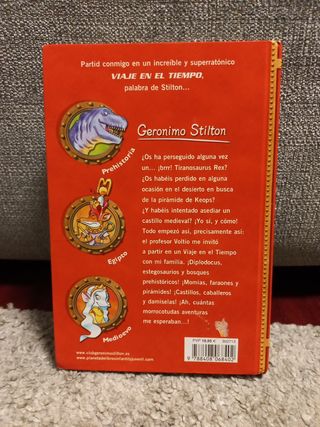 Partid conmigo en un increíble y superratónico
VIAJE EN EL TIEMPO,
palabra de Stilton...
Geronimo Stilton
Prehistoria
¿Os ha perseguido alguna vez
un... ¡brrr! Tiranosaurus Rex?
¿Os habéis perdido en alguna
ocasión en el desierto en busca
de la pirámide de Keops?
¿Y habéis intentado asediar un
castillo medieval? ¡Yo sí, y cómo!
Todo empezó así, precisamente así:
el profesor Voltio me invitó
a partir en un Viaje en el Tiempo
con mi familia. ¡Diplodocus,
estegosaurios y bosques
prehistóricos! ¡Momias, faraones y
pirámides! ¡Castillos, caballeros
y damiselas! ¡Ah, cuántas
morrocotudas aventuras
me esperaban...!
Egipto
Medioevo
www.clubgeronimostilton.es
www.planetadelibrosinfantilyjuvenil.com
9 788408 068402